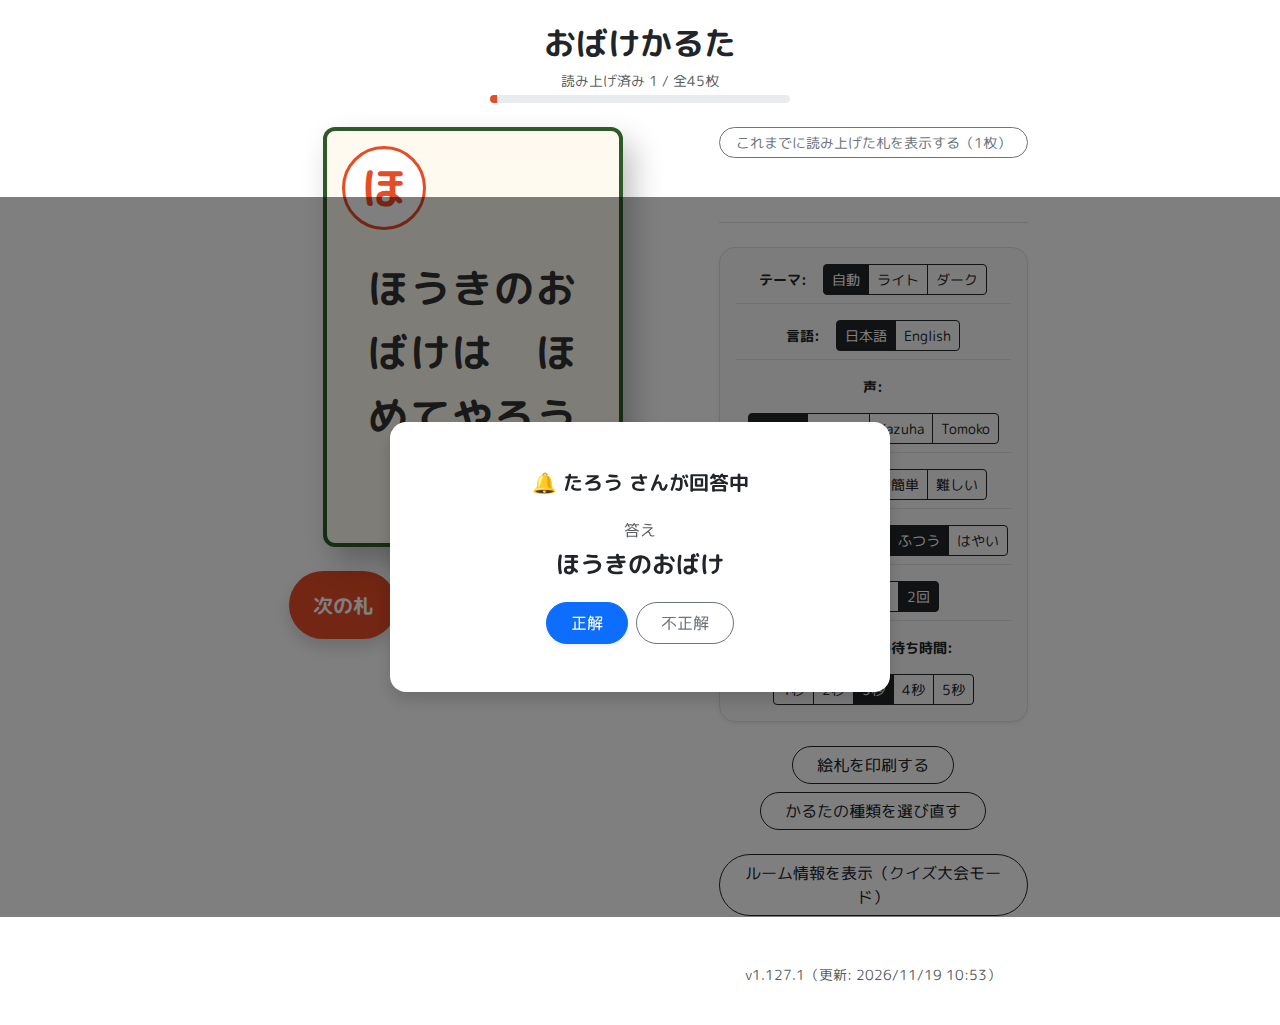 おばけかるた
読み上げ済み 1 / 全45枚
ほ
ほうきのお
ばけは　ほ
めてやろう
次の札
これまでに読み上げた札を表示する（1枚）
テーマ: 自動 ライト ダーク
言語: 日本語 English
声:
Tomoko
簡単 難しい
ふつう はやい
2回
待ち時間:
4秒 5秒
絵札を印刷する
かるたの種類を選び直す
ルーム情報を表示（クイズ大会モー
ド）
🔔 たろう さんが回答中
答え
ほうきのおばけ
正解 不正解
v1.127.1（更新: 2026/11/19 10:53）